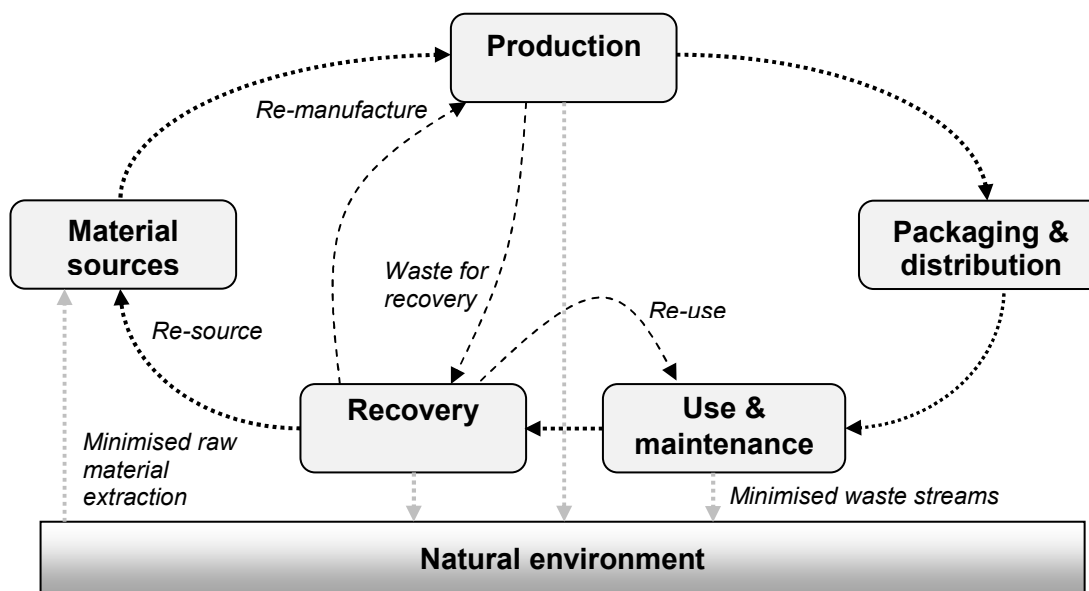 Production
Re-manufacture
Material
sources
Packaging &
distribution
Waste for
recovery
Re-use
Re-source
Recovery
Use &
maintenance
Minimised raw
material
extraction
Minimised waste streams
Natural environment